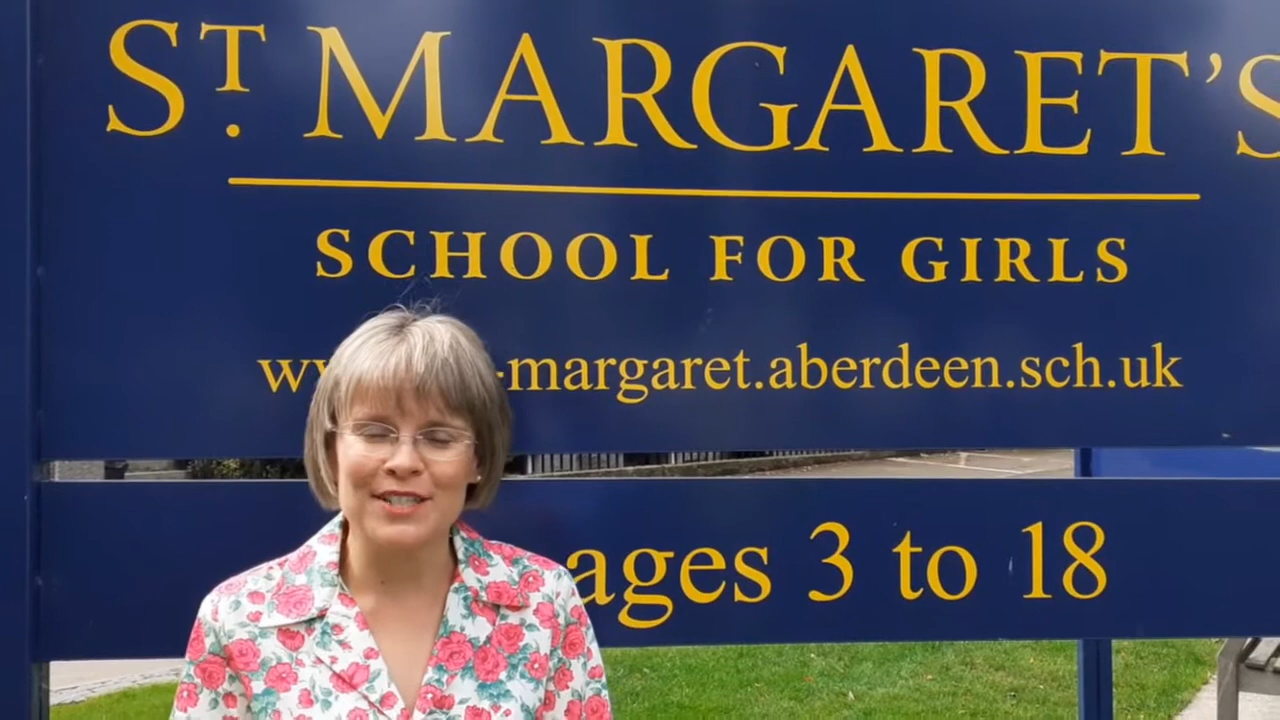 ST. MARGARET'S
SCHOOL FOR GIRLS
-margaret.aberdeen.sch.uk
ages 3 to 18